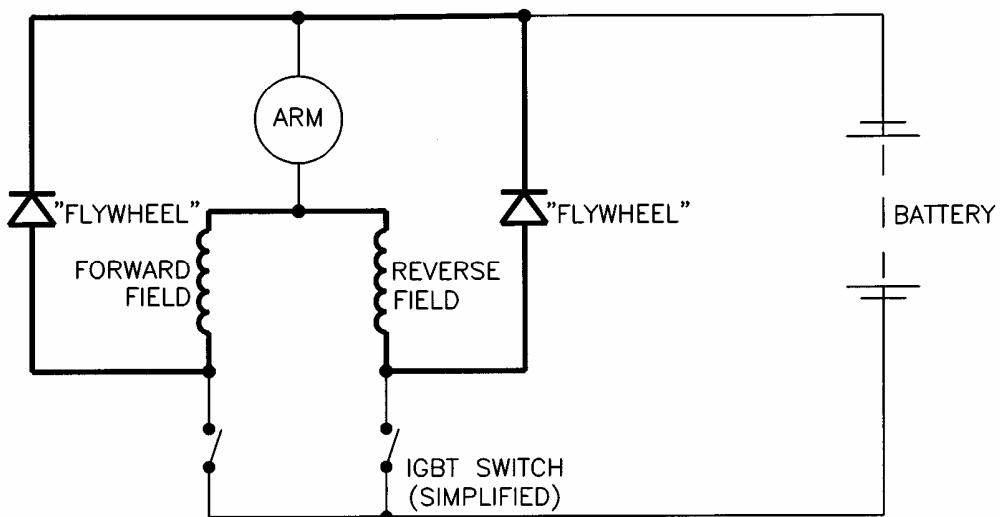 ARM
"FLYWHEEL"
"FLYWHEEL"
BATTERY
FORWARD
FIELD
REVERSE
FIELD
IGBT SWITCH
(SIMPLIFIED)